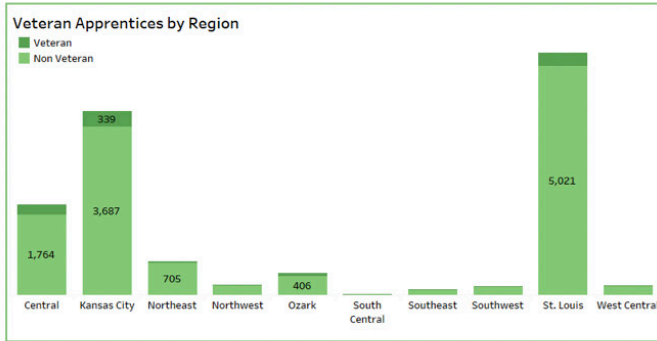 Veteran Apprentices by Region
Veteran
Non Veteran
339
3,687
5,021
1,764
705
406
Central Kansas City Northeast Northwest Ozark South Central Southeast Southwest St. Louis West Central